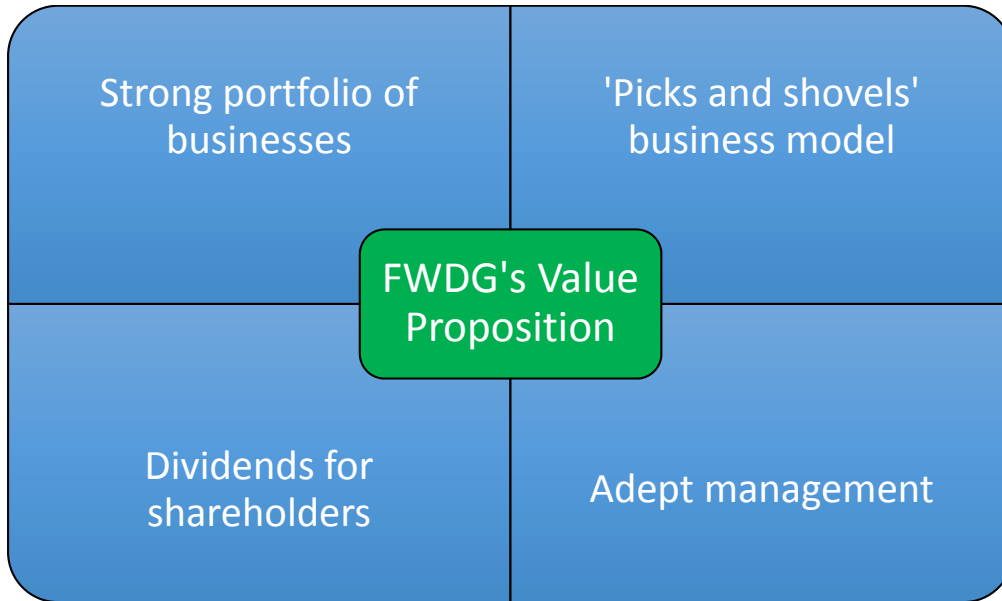 Strong portfolio of
businesses
'Picks and shovels'
business model
FWDG's Value
Proposition
Dividends for
shareholders
Adept management